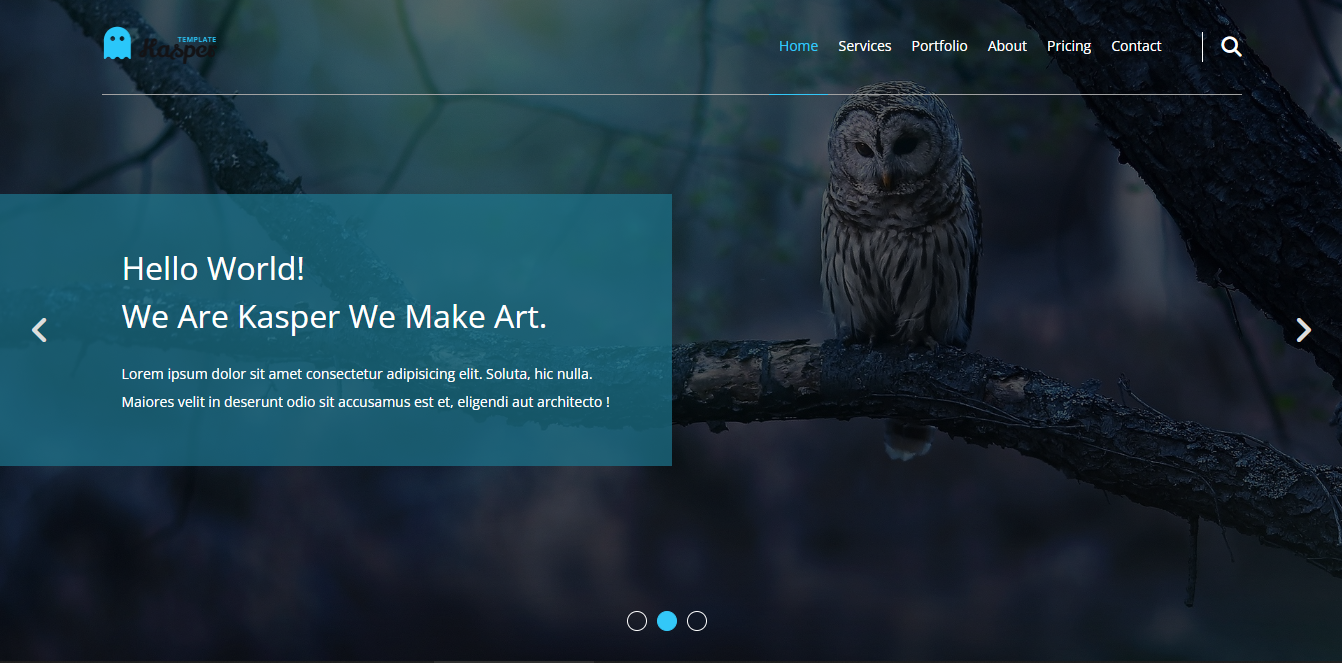 TEMPLATE
Kasper
Home Services Portfolio About Pricing Contact
Hello World!
We Are Kasper We Make Art.
Lorem ipsum dolor sit amet consectetur adipisicing elit. Soluta, hic nulla.
Maiores velit in deserunt odio sit accusamus est et, eligendi aut architecto !